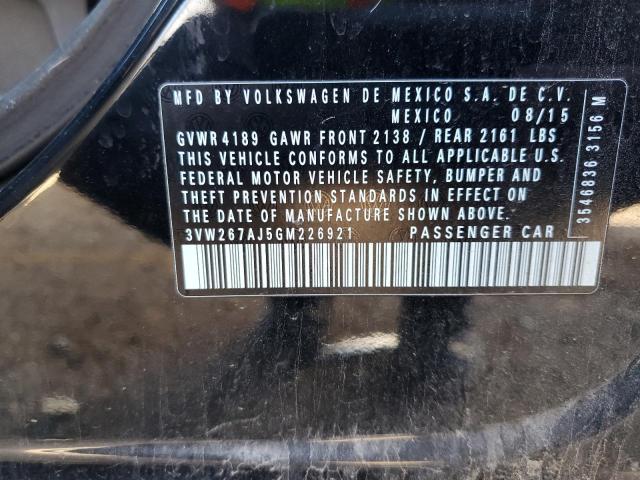 MFD BY VOLKSWAGEN DE MEXICO S.A. DE C.V.
MEXICO 08/15
GVWR 4189 GAWR FRONT 2138 / REAR 2161 LBS
THIS VEHICLE CONFORMS TO ALL APPLICABLE U.S.
FEDERAL MOTOR VEHICLE SAFETY, BUMPER AND
THEFT PREVENTION STANDARDS IN EFFECT ON
THE DATE OF MANUFACTURE SHOWN ABOVE.
3VW267AJ5GM226921 PASSENGER CAR
3546836 3156 M